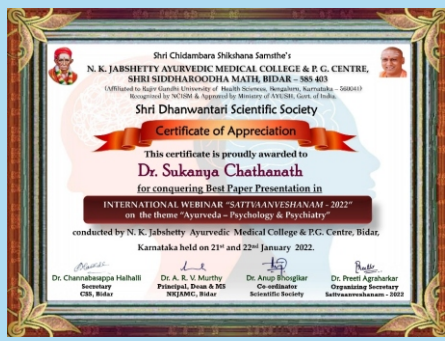 Shri Chidambara Shikshana Samsthe's
N. K. JABSHETTY AYURVEDIC MEDICAL COLLEGE & P. G. CENTRE,
SHRI SIDDHAROODHA MATH, BIDAR – 585 403
(Affiliated to Rajiv Gandhi University of Health Sciences, Bengaluru, Karnataka – 560041)
Recognized by NCISM & Approved by Ministry of AYUSH, Govt. of India.
Shri Dhanwantari Scientific Society
Certificate of Appreciation
This certificate is proudly awarded to
Dr. Sukanya Chathanath
for conquering Best Paper Presentation in
INTERNATIONAL WEBINAR "SATTVAANVESHANAM - 2022"
on the theme "Ayurveda – Psychology & Psychiatry"
conducted by N. K. Jabshetty Ayurvedic Medical College & P.G. Centre, Bidar,
Karnataka held on 21st and 22nd January 2022.
Dr. Channabasappa Halhalli Dr. A. R. V. Murthy Dr. Anup Bhosgikar Dr. Preeti Agraharkar
Secretary Principal, Dean & MS Co-ordinator Organizing Secretary
CSS, Bidar NKJAMC, Bidar Scientific Society Sattvaanveshanam - 2022